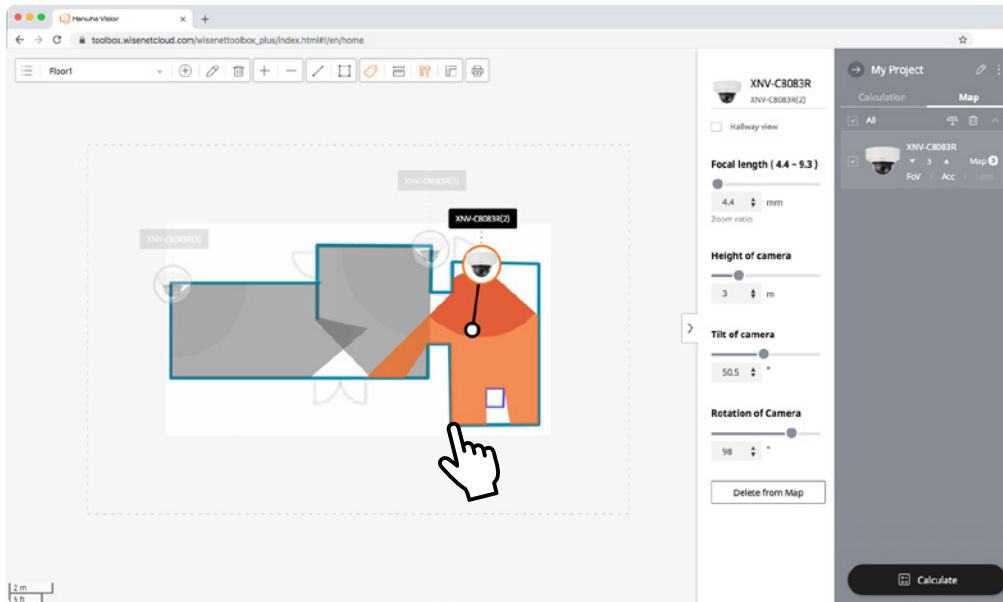 Hanwha Vision
toolbox.wisenetcloud.com/wisenettoolbox_plus/index.html#!/en/home
Floor1
XNV-C8083R(1)
XNV-C8083R(2)
XNV-C8083R(3)
2 m
5 ft
XNV-C8083R
XNV-C8083R(2)
Hallway view
Focal length ( 4.4 – 9.3 )
4.4 mm
Zoom ratio
Height of camera
3 m
Tilt of camera
50.5 °
Rotation of Camera
98 °
Delete from Map
My Project
Calculation Map
All
XNV-C8083R
3 Map 3
FoV | Acc | Lens
Calculate